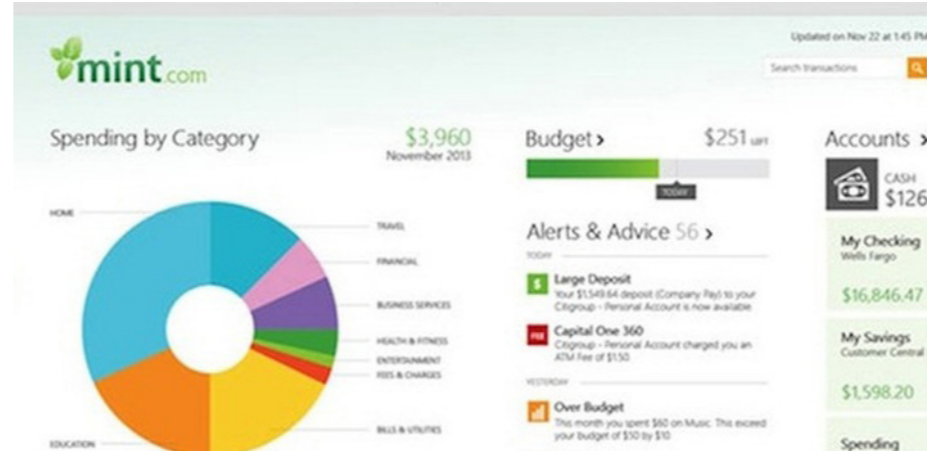 mint.com
Updated on Nov 22 at 1:45 PM
Search transactions
Spending by Category
$3,960
November 2013
HOME
TRAVEL
FINANCIAL
BUSINESS SERVICES
HEALTH & FITNESS
ENTERTAINMENT
FEES & CHARGES
BILLS & UTILITIES
EDUCATION
Budget >
$251 LEFT
TODAY
Alerts & Advice 56 >
TODAY
$
Large Deposit
Your $1,549.64 deposit (Company Pay) to your
Citigroup - Personal Account is now available.
FEE
Capital One 360
Citigroup - Personal Account charged you an
ATM Fee of $1.50.
YESTERDAY
Over Budget
This month you spent $60 on Music. This exceed
your budget of $50 by $10.
Accounts >
CASH
$126
My Checking
Wells Fargo
$16,846.47
My Savings
Customer Central
$1,598.20
Spending